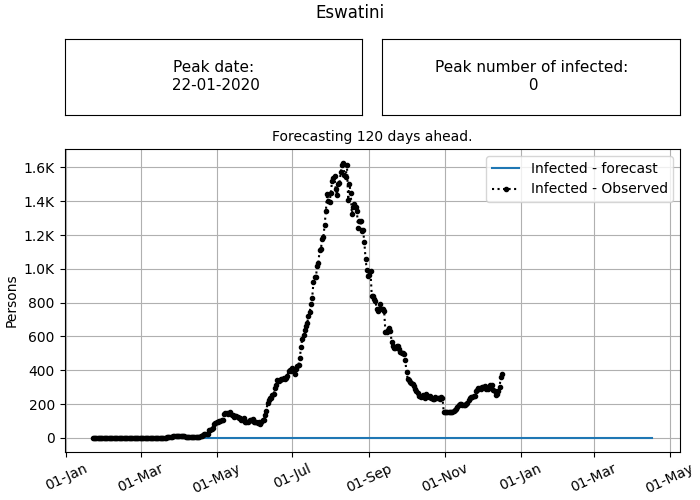 Eswatini
Peak date:
22-01-2020
Peak number of infected:
0
Forecasting 120 days ahead.
Infected - forecast
Infected - Observed
1.6K
1.4K
1.2K
1.0K
800
600
400
200
0
Persons
01-Jan
01-Mar
01-May
01-Jul
01-Sep
01-Nov
01-Jan
01-Mar
01-May